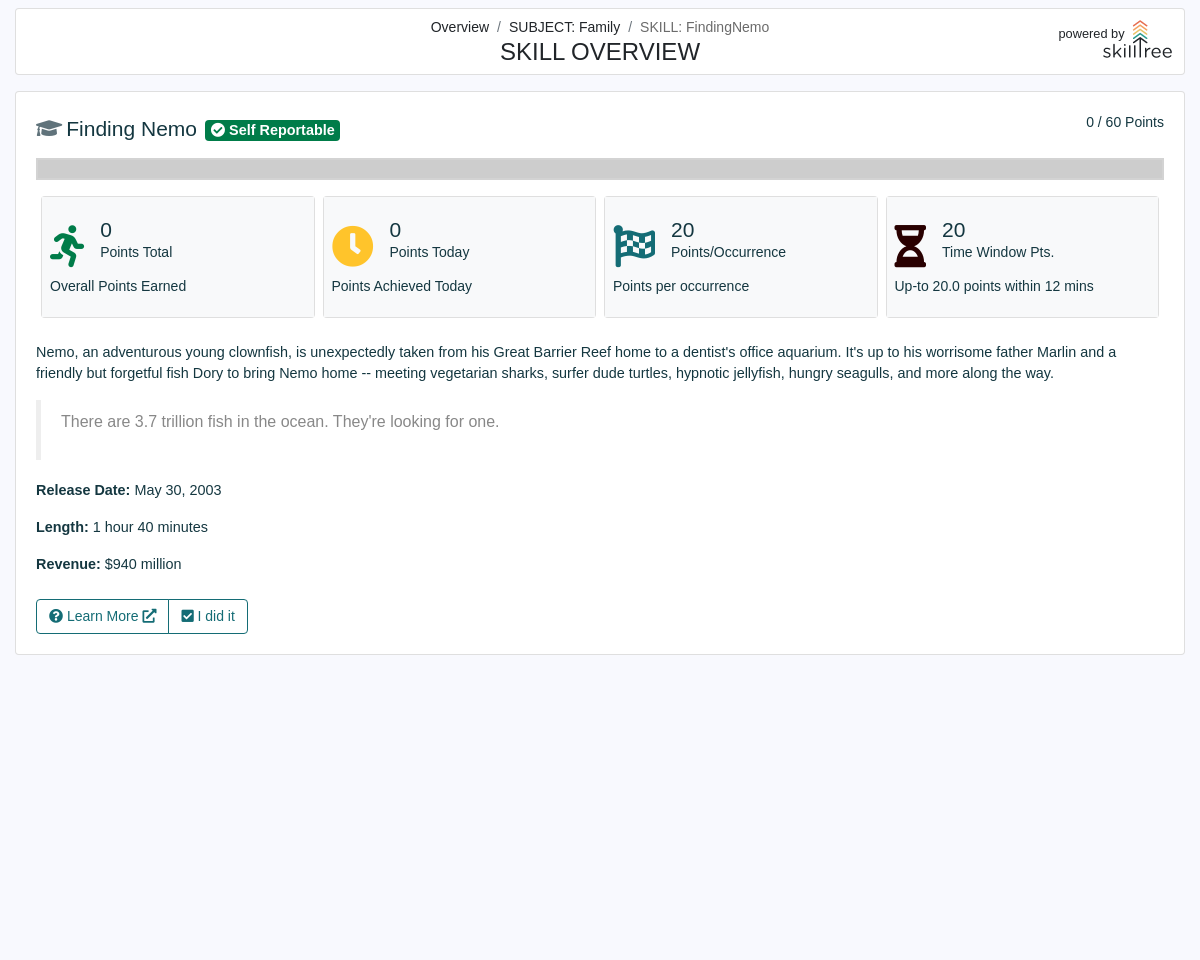 Overview / SUBJECT: Family / SKILL: FindingNemo
SKILL OVERVIEW
powered by
skilltree
Finding Nemo Self Reportable
0 / 60 Points
0
Points Total
Overall Points Earned
0
Points Today
Points Achieved Today
20
Points/Occurrence
Points per occurrence
20
Time Window Pts.
Up-to 20.0 points within 12 mins
Nemo, an adventurous young clownfish, is unexpectedly taken from his Great Barrier Reef home to a dentist's office aquarium. It's up to his worrisome father Marlin and a
friendly but forgetful fish Dory to bring Nemo home -- meeting vegetarian sharks, surfer dude turtles, hypnotic jellyfish, hungry seagulls, and more along the way.
There are 3.7 trillion fish in the ocean. They're looking for one.
Release Date: May 30, 2003
Length: 1 hour 40 minutes
Revenue: $940 million
Learn More
I did it